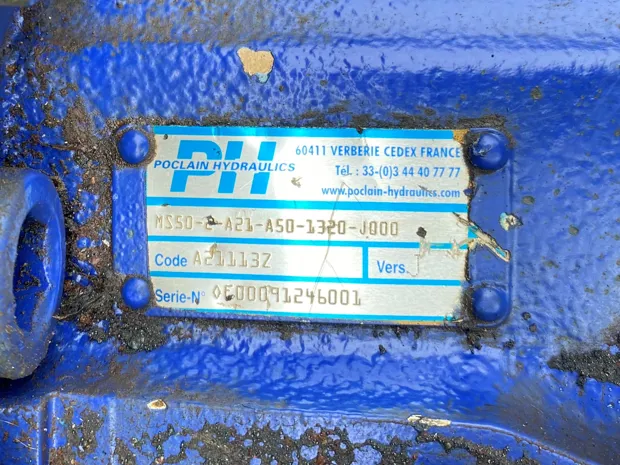 PH
POCLAIN HYDRAULICS
60411 VERBERIE CEDEX FRANCE
Tél. : 33-(0)3 44 40 77 77
www.poclain-hydraulics.com
MS50-2-A21-A50-1320-J000
Code A21113Z
Vers.
Serie-N° 0E00091246001